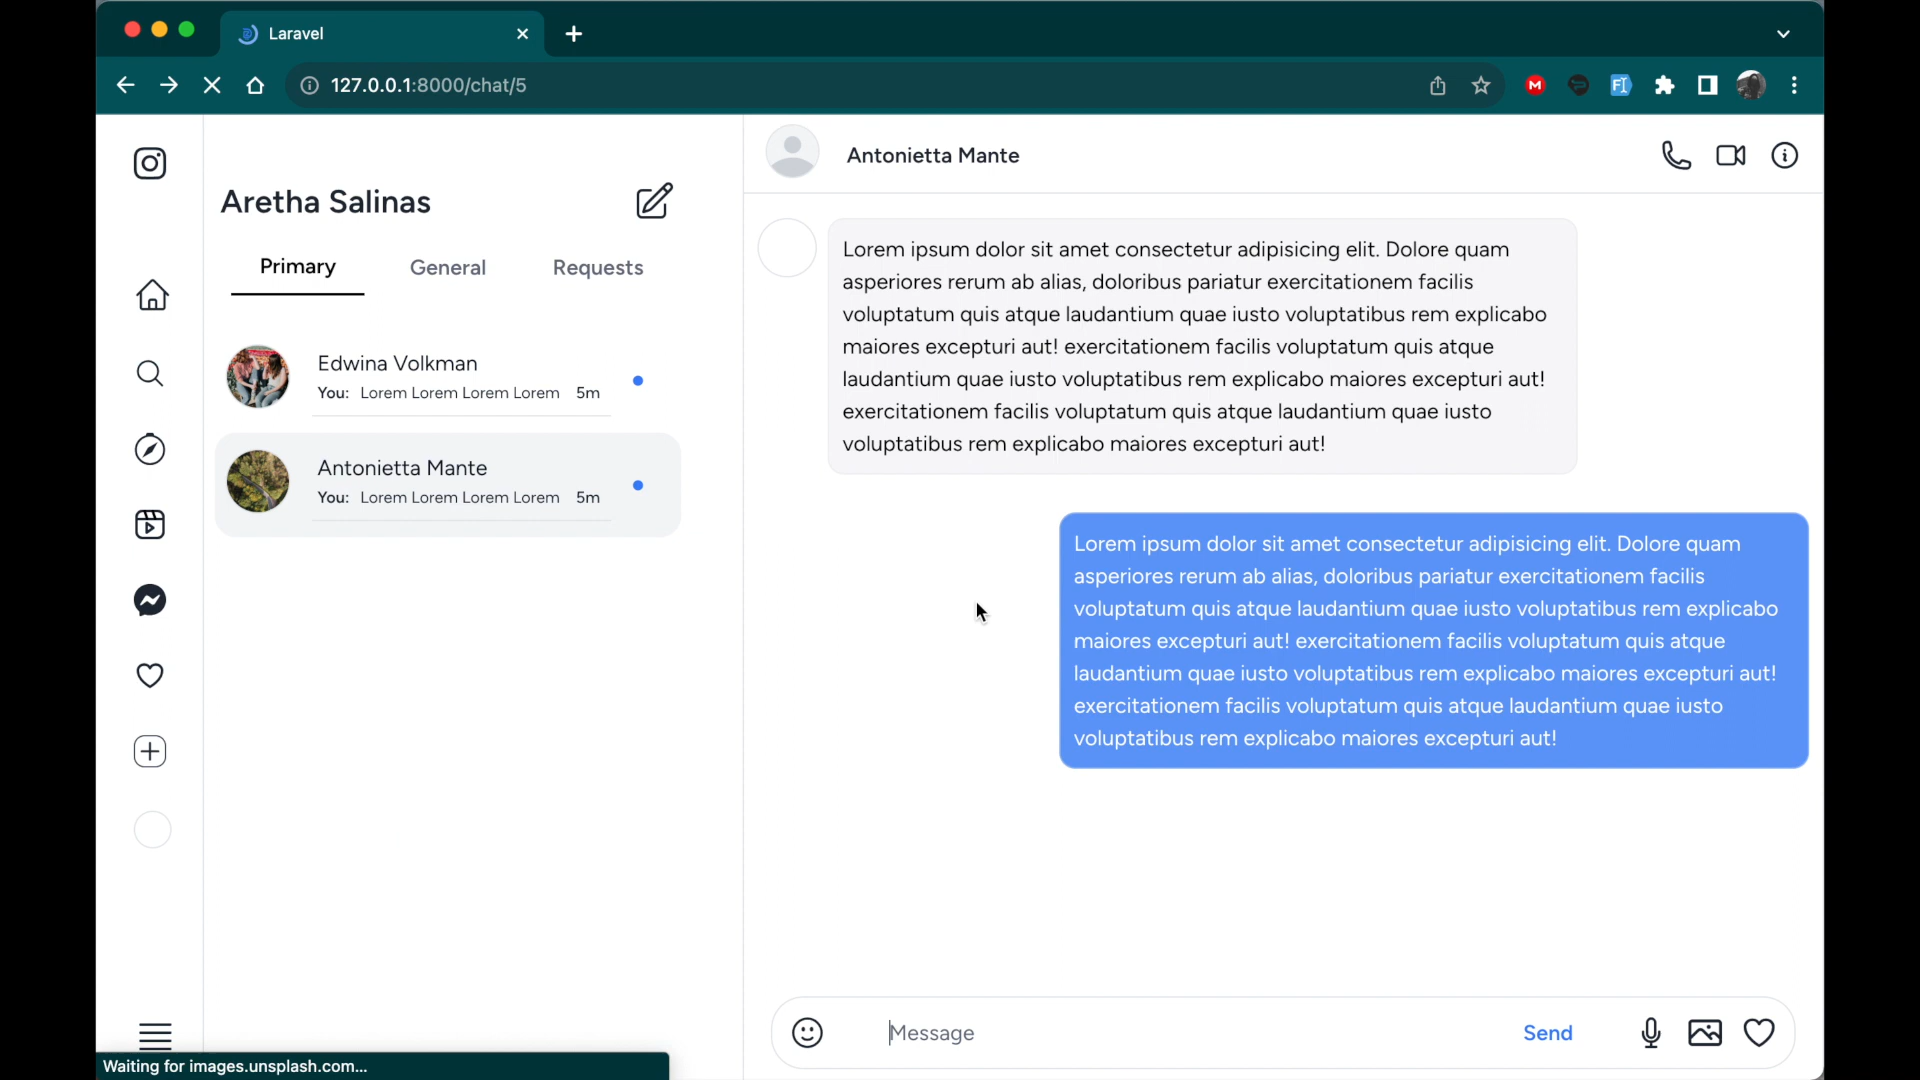 Laravel
127.0.0.1:8000/chat/5
Aretha Salinas
Primary
General
Requests
Edwina Volkman
You: Lorem Lorem Lorem Lorem 5m
Antonietta Mante
You: Lorem Lorem Lorem Lorem 5m
Antonietta Mante
Lorem ipsum dolor sit amet consectetur adipisicing elit. Dolore quam
asperiores rerum ab alias, doloribus pariatur exercitationem facilis
voluptatum quis atque laudantium quae iusto voluptatibus rem explicabo
maiores excepturi aut! exercitationem facilis voluptatum quis atque
laudantium quae iusto voluptatibus rem explicabo maiores excepturi aut!
exercitationem facilis voluptatum quis atque laudantium quae iusto
voluptatibus rem explicabo maiores excepturi aut!
Lorem ipsum dolor sit amet consectetur adipisicing elit. Dolore quam
asperiores rerum ab alias, doloribus pariatur exercitationem facilis
voluptatum quis atque laudantium quae iusto voluptatibus rem explicabo
maiores excepturi aut! exercitationem facilis voluptatum quis atque
laudantium quae iusto voluptatibus rem explicabo maiores excepturi aut!
exercitationem facilis voluptatum quis atque laudantium quae iusto
voluptatibus rem explicabo maiores excepturi aut!
Message
Send
Waiting for images.unsplash.com...